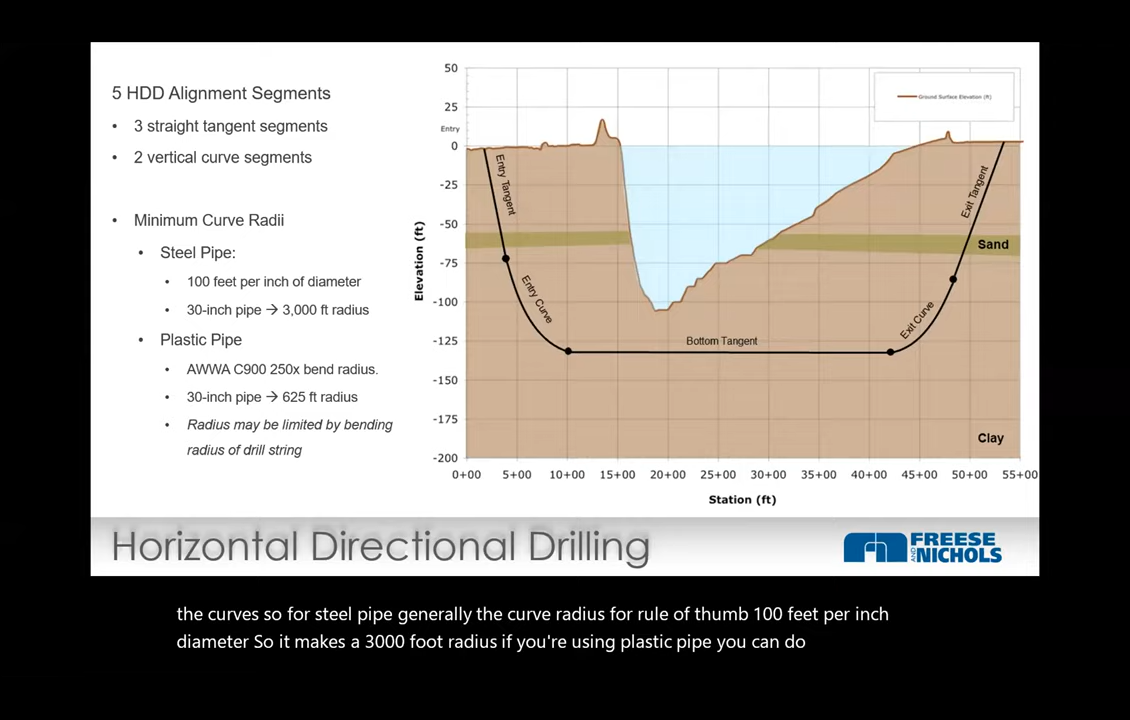 5 HDD Alignment Segments
• 3 straight tangent segments
• 2 vertical curve segments
• Minimum Curve Radii
• Steel Pipe:
• 100 feet per inch of diameter
• 30-inch pipe → 3,000 ft radius
• Plastic Pipe
• AWWA C900 250x bend radius.
• 30-inch pipe → 625 ft radius
• Radius may be limited by bending
radius of drill string
Elevation (ft)
50
25
Entry
0
-25
-50
-75
-100
-125
-150
-175
-200
Ground Surface Elevation (ft)
Entry Tangent
Entry Curve
Bottom Tangent
Exit Curve
Exit Tangent
Sand
Clay
0+00 5+00 10+00 15+00 20+00 25+00 30+00 35+00 40+00 45+00 50+00 55+00
Station (ft)
Horizontal Directional Drilling
FREESE
AND NICHOLS
the curves so for steel pipe generally the curve radius for rule of thumb 100 feet per inch
diameter So it makes a 3000 foot radius if you're using plastic pipe you can do